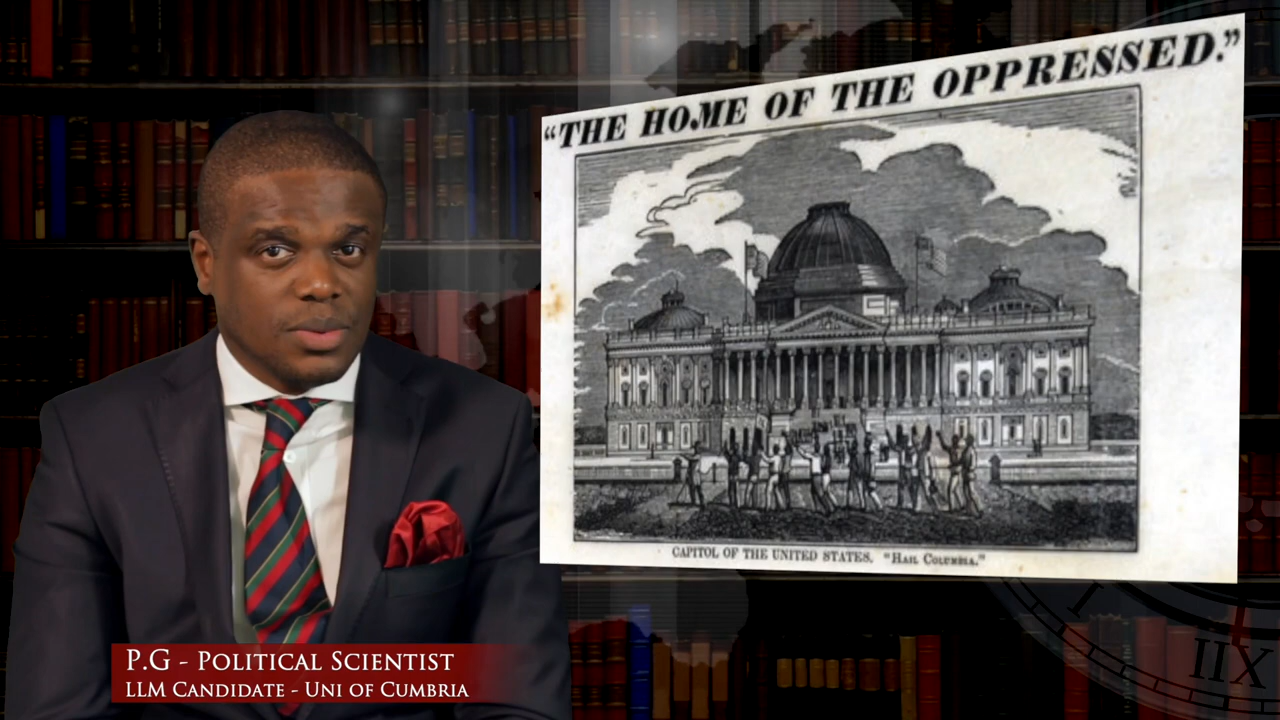 “THE HOME OF THE OPPRESSED.”
CAPITOL OF THE UNITED STATES, “HAIL COLUMBIA.”
P.G - POLITICAL SCIENTIST
LLM CANDIDATE - UNI OF CUMBRIA
IIX